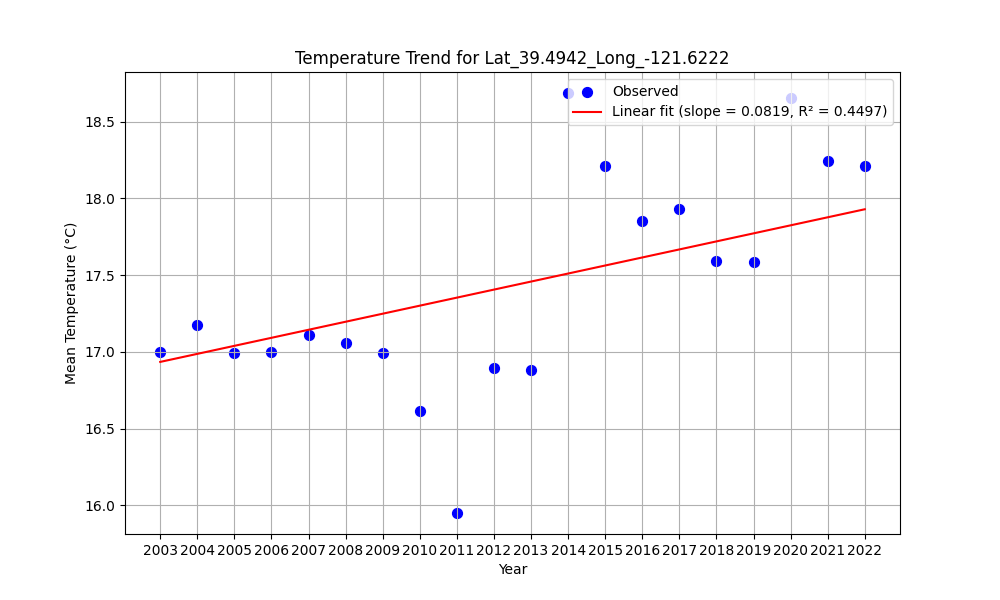 Temperature Trend for Lat_39.4942_Long_-121.6222
Observed
Linear fit (slope = 0.0819, R² = 0.4497)
Mean Temperature (°C)
18.5
18.0
17.5
17.0
16.5
16.0
2003 2004 2005 2006 2007 2008 2009 2010 2011 2012 2013 2014 2015 2016 2017 2018 2019 2020 2021 2022
Year